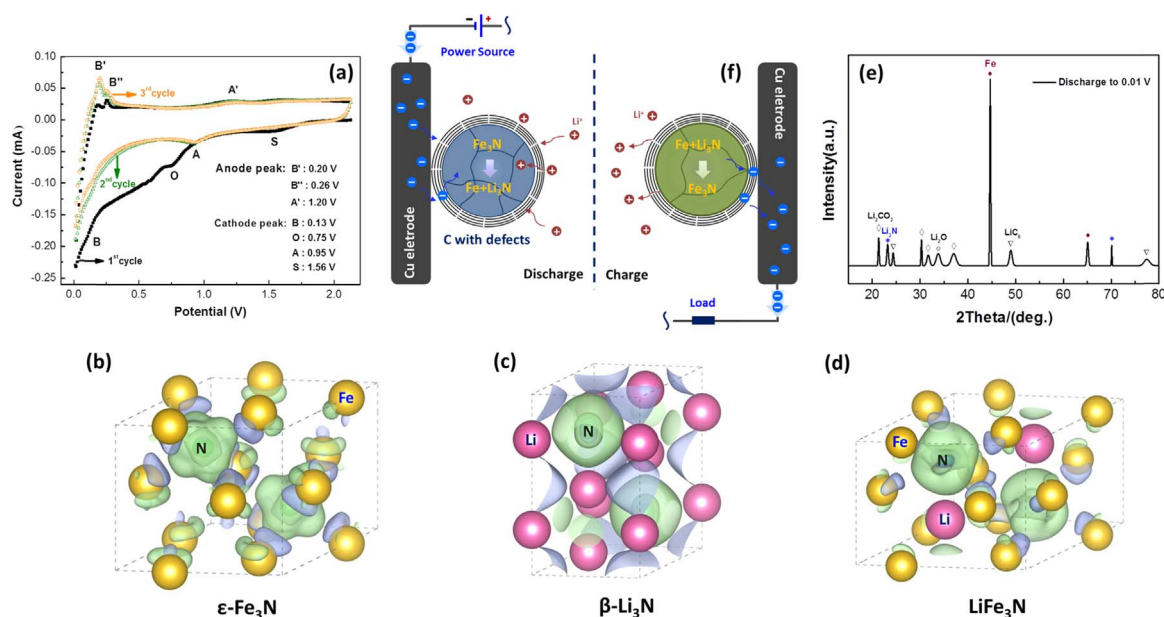 (a)
B'
B''
3rd cycle
A'
2nd cycle
A
S
O
B
1st cycle
Anode peak: B' : 0.20 V
B'' : 0.26 V
A' : 1.20 V
Cathode peak: B : 0.13 V
O : 0.75 V
A : 0.95 V
S : 1.56 V
0.10
0.05
0.00
-0.05
-0.10
-0.15
-0.20
-0.25
0.0
0.5
1.0
1.5
2.0
Current (mA)
Potential (V)
- +
Power Source
Cu eletrode
Li+
Fe3N
Fe+Li3N
C with defects
Discharge
(f)
Charge
Li+
Fe+Li3N
Fe3N
Cu eletrode
Load
(e)
Fe
Discharge to 0.01 V
Li2CO3
Li3N
Li2O
LiC6
Intensity(a.u.)
20
30
40
50
60
70
80
2Theta/(deg.)
(b)
Fe
N
ε-Fe3N
(c)
Li
N
β-Li3N
(d)
Fe
N
Li
LiFe3N